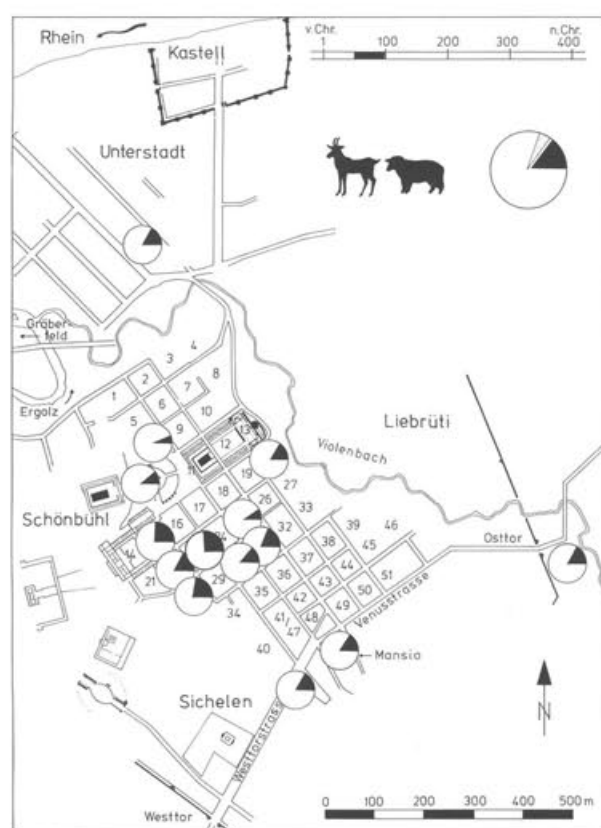 v. Chr. n. Chr.
1 100 200 300 400
Rhein
Kastell
Unterstadt
Gräber-
feld
Ergolz
3 4
2 7 8
1 6 10
5 9 13
12
11
19
Liebrüti
Violenbach
Schönbühl
18 26 27
17 33
16 32 39 46
14 38 45
37 44
21 29 36 43 51
35 42 50
34 49
41/ 48
47
40
Osttor
Venusstrasse
Mansio
Sichelen
Westtorstrasse
Westtor
N
0 100 200 300 400 500 m